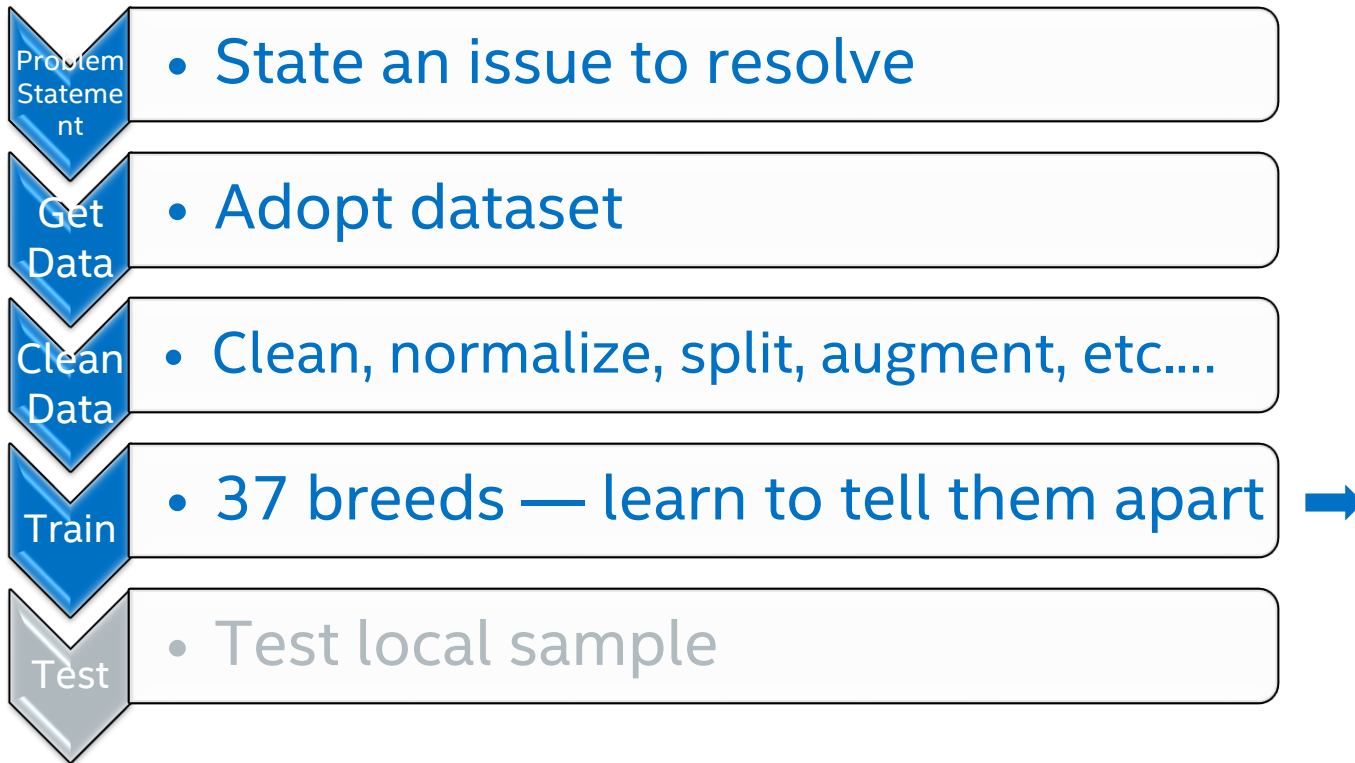 Problem
Stateme
nt
• State an issue to resolve
Get
Data
• Adopt dataset
Clean
Data
• Clean, normalize, split, augment, etc....
Train
• 37 breeds — learn to tell them apart
Test
• Test local sample